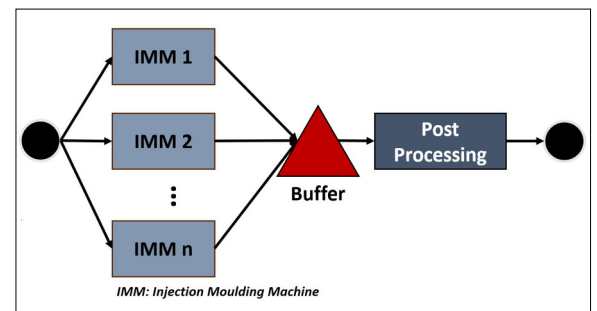 IMM 1
IMM 2
⋮
IMM n
Buffer
Post
Processing
IMM: Injection Moulding Machine